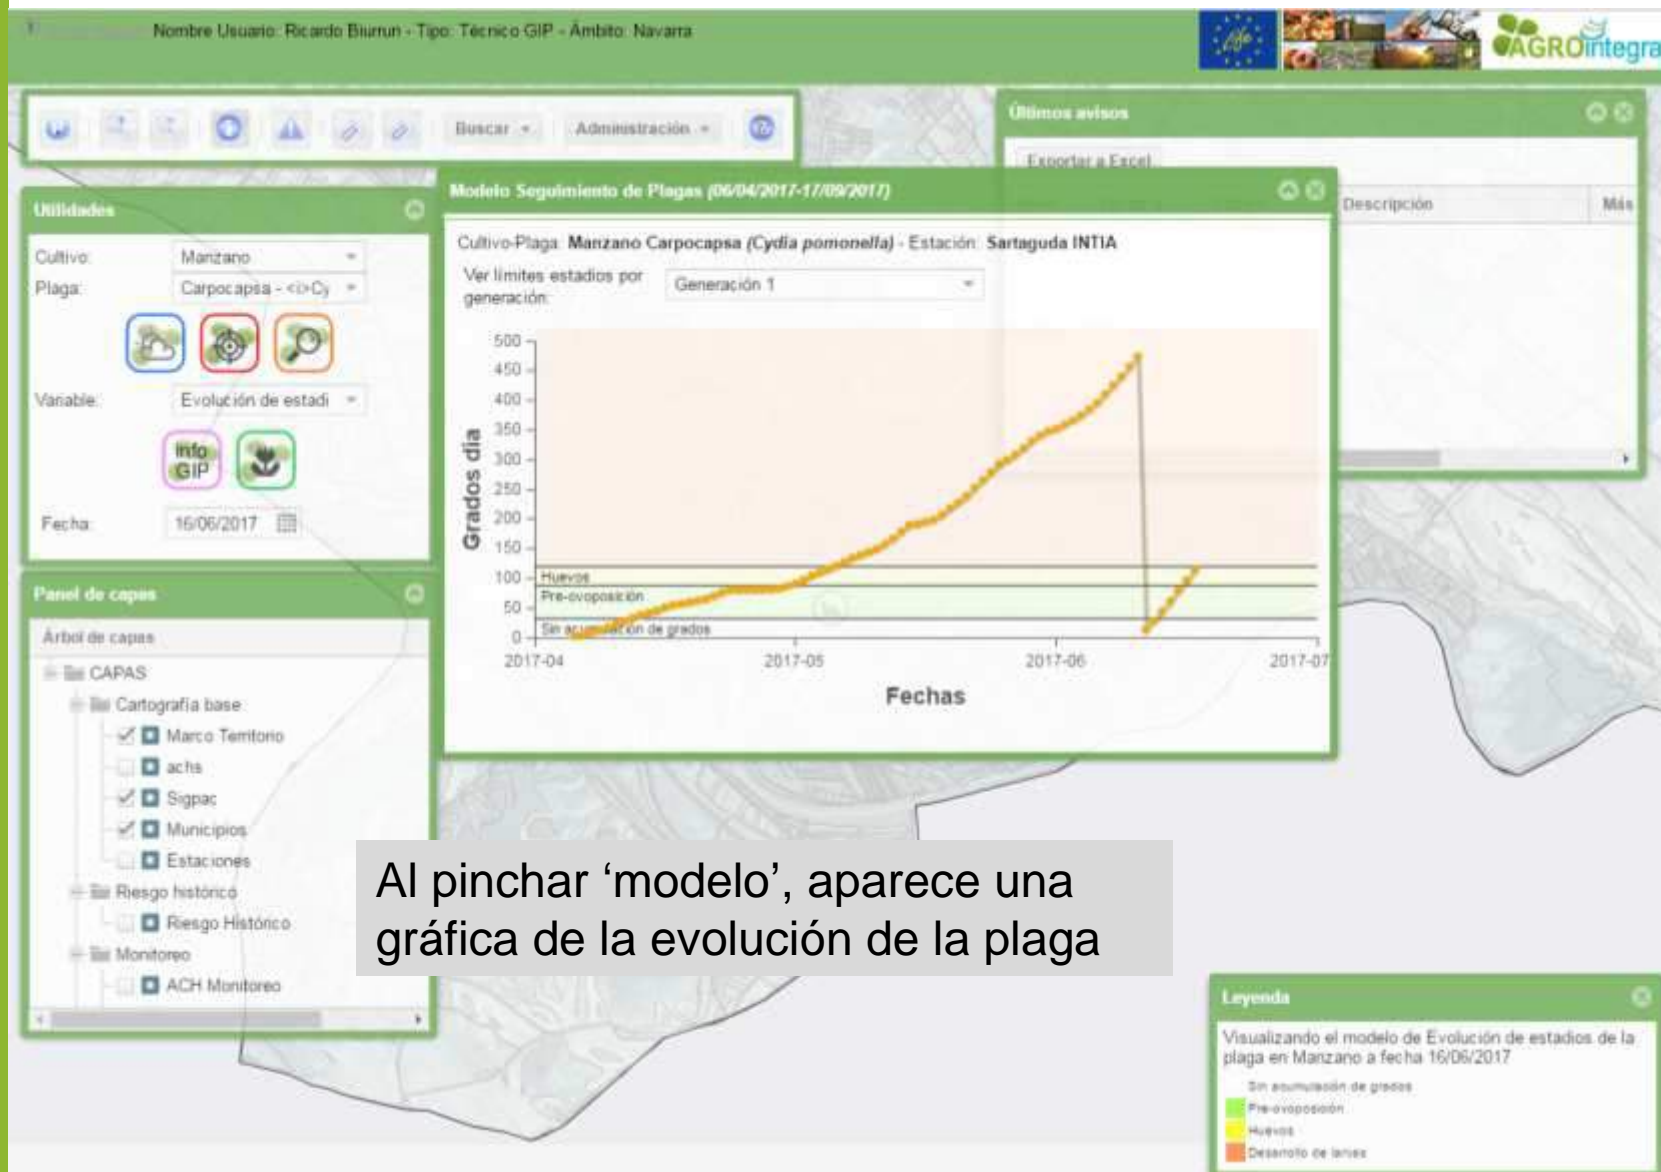 Nombre Usuario: Ricardo Biurrun - Tipo: Técnico GIP - Ámbito: Navarra
life
AGROintegra
Buscar
Administración
Últimos avisos
Exportar a Excel
Descripción
Más
Utilidades
Cultivo:
Manzano
Plaga:
Carpocapsa - <i>Cy
Variable:
Evolución de estadi
Info
GIP
Fecha:
16/06/2017
Modelo Seguimiento de Plagas (06/04/2017-17/09/2017)
Cultivo-Plaga: Manzano Carpocapsa (Cydia pomonella) - Estación: Sartaguda INTIA
Ver límites estadios por
generación:
Generación 1
500
450
400
350
300
250
200
150
100
50
0
Grados día
Huevos
Pre-ovoposición
Sin acumulación de grados
2017-04
2017-05
2017-06
2017-07
Fechas
Panel de capas
Árbol de capas
CAPAS
Cartografía base
Marco Territorio
achs
Sigpac
Municipios
Estaciones
Riesgo histórico
Riesgo Histórico
Monitoreo
ACH Monitoreo
Al pinchar ‘modelo’, aparece una
gráfica de la evolución de la plaga
Leyenda
Visualizando el modelo de Evolución de estadios de la
plaga en Manzano a fecha 16/06/2017
Sin acumulación de grados
Pre-ovoposición
Huevos
Desarrollo de larvas